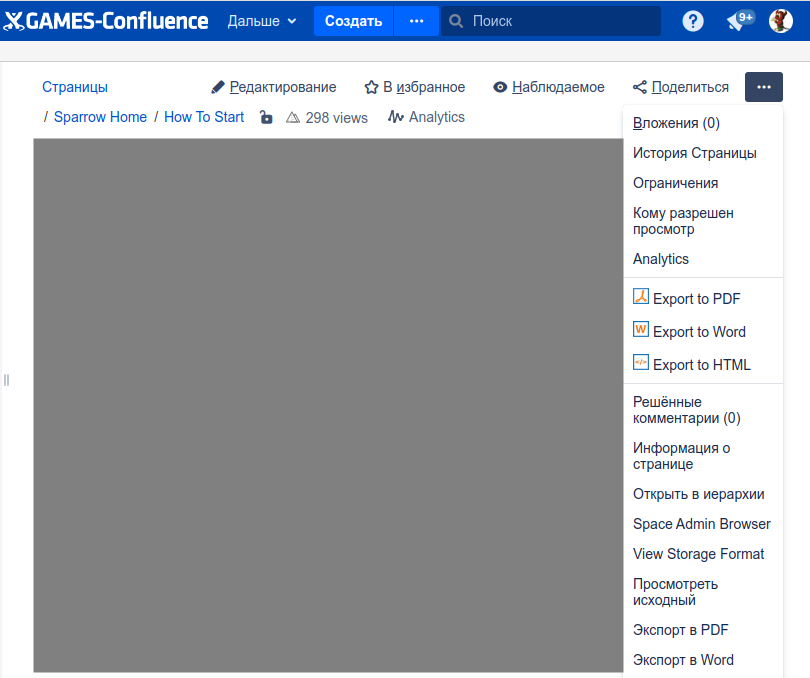 GAMES-Confluence Дальше Создать ... Поиск ? 9+
Страницы Редактирование В избранное Наблюдаемое Поделиться ...
/ Sparrow Home / How To Start 298 views Analytics
Вложения (0)
История Страницы
Ограничения
Кому разрешен
просмотр
Analytics
Export to PDF
W Export to Word
</> Export to HTML
Решённые
комментарии (0)
Информация о
странице
Открыть в иерархии
Space Admin Browser
View Storage Format
Просмотреть
исходный
Экспорт в PDF
Экспорт в Word